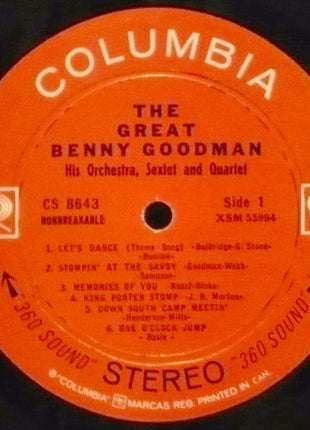 COLUMBIA
THE
GREAT
BENNY GOODMAN
His Orchestra, Sextet and Quartet
CS 8643
NONBREAKABLE
Side 1
XSM 55994
1. LET'S DANCE (Theme Song) -Baldridge-G. Stone-
Bonime-
2. STOMPIN' AT THE SAVOY -Goodman-Webb-
Sampson-
3. MEMORIES OF YOU -Razaf-Blake-
4. KING PORTER STOMP -J. R. Morton-
5. DOWN SOUTH CAMP MEETIN'
-Henderson-Mills-
6. ONE O'CLOCK JUMP
- Basie -
"360 SOUND" STEREO "360 SOUND"
® "COLUMBIA", MARCAS REG. PRINTED IN CAN.